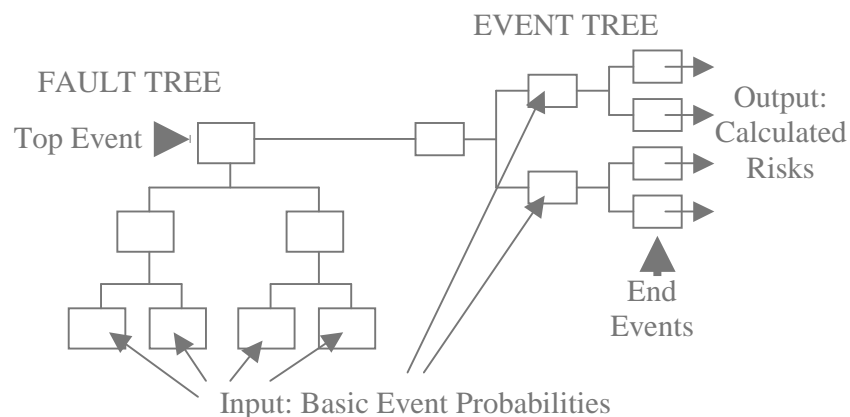 EVENT TREE
FAULT TREE
Top Event
Output:
Calculated
Risks
End
Events
Input: Basic Event Probabilities